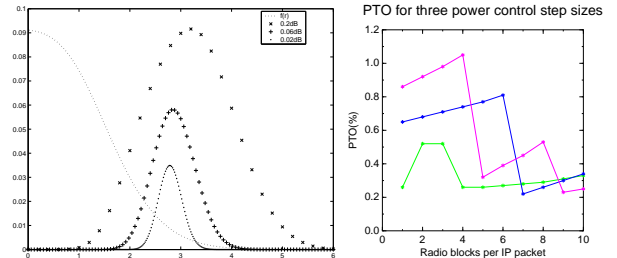 f(r)
0.2dB
0.06dB
0.02dB
0.1
0.09
0.08
0.07
0.06
0.05
0.04
0.03
0.02
0.01
0
0 1 2 3 4 5 6
PTO for three power control step sizes
PTO(%)
1.2
1.0
0.8
0.6
0.4
0.2
0.0
0 2 4 6 8 10
Radio blocks per IP packet